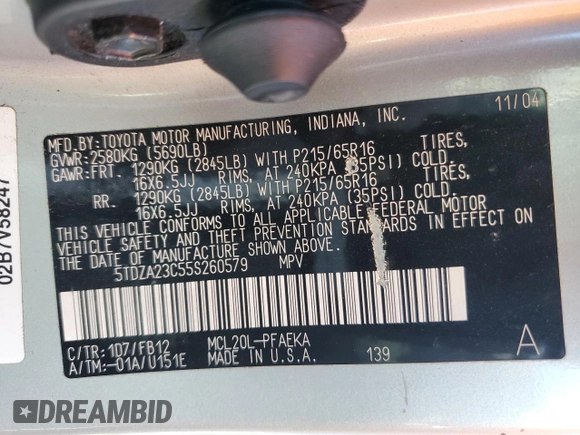 02B7V58247
11/04
MFD.BY:TOYOTA MOTOR MANUFACTURING, INDIANA, INC.
GVWR:2580KG (5690LB)
GAWR:FRT. 1290KG (2845LB) WITH P215/65R16 TIRES,
16X6.5JJ RIMS, AT 240KPA (35PSI) COLD.
RR. 1290KG (2845LB) WITH P215/65R16 TIRES,
16X6.5JJ RIMS, AT 240KPA (35PSI) COLD.
THIS VEHICLE CONFORMS TO ALL APPLICABLE FEDERAL MOTOR
VEHICLE SAFETY AND THEFT PREVENTION STANDARDS IN EFFECT ON
THE DATE OF MANUFACTURE SHOWN ABOVE.
5TDZA23C55S260579 MPV
C/TR:1D7/FB12 MCL20L-PFAEKA
A/TM:-01A/U151E MADE IN U.S.A. 139
A
DREAMBID